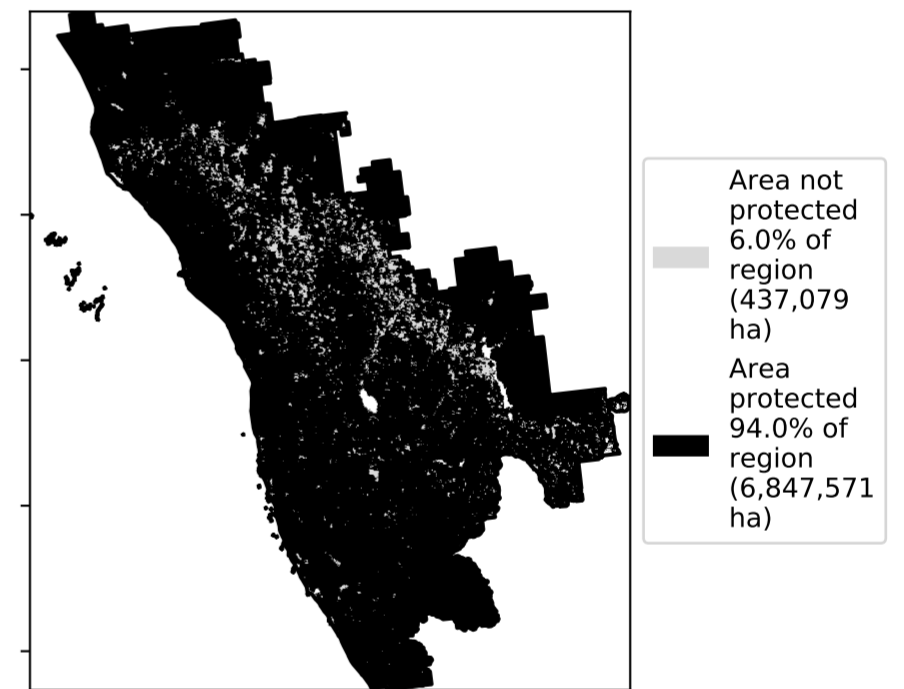 Area not
protected
6.0% of
region
(437,079
ha)
Area
protected
94.0% of
region
(6,847,571
ha)